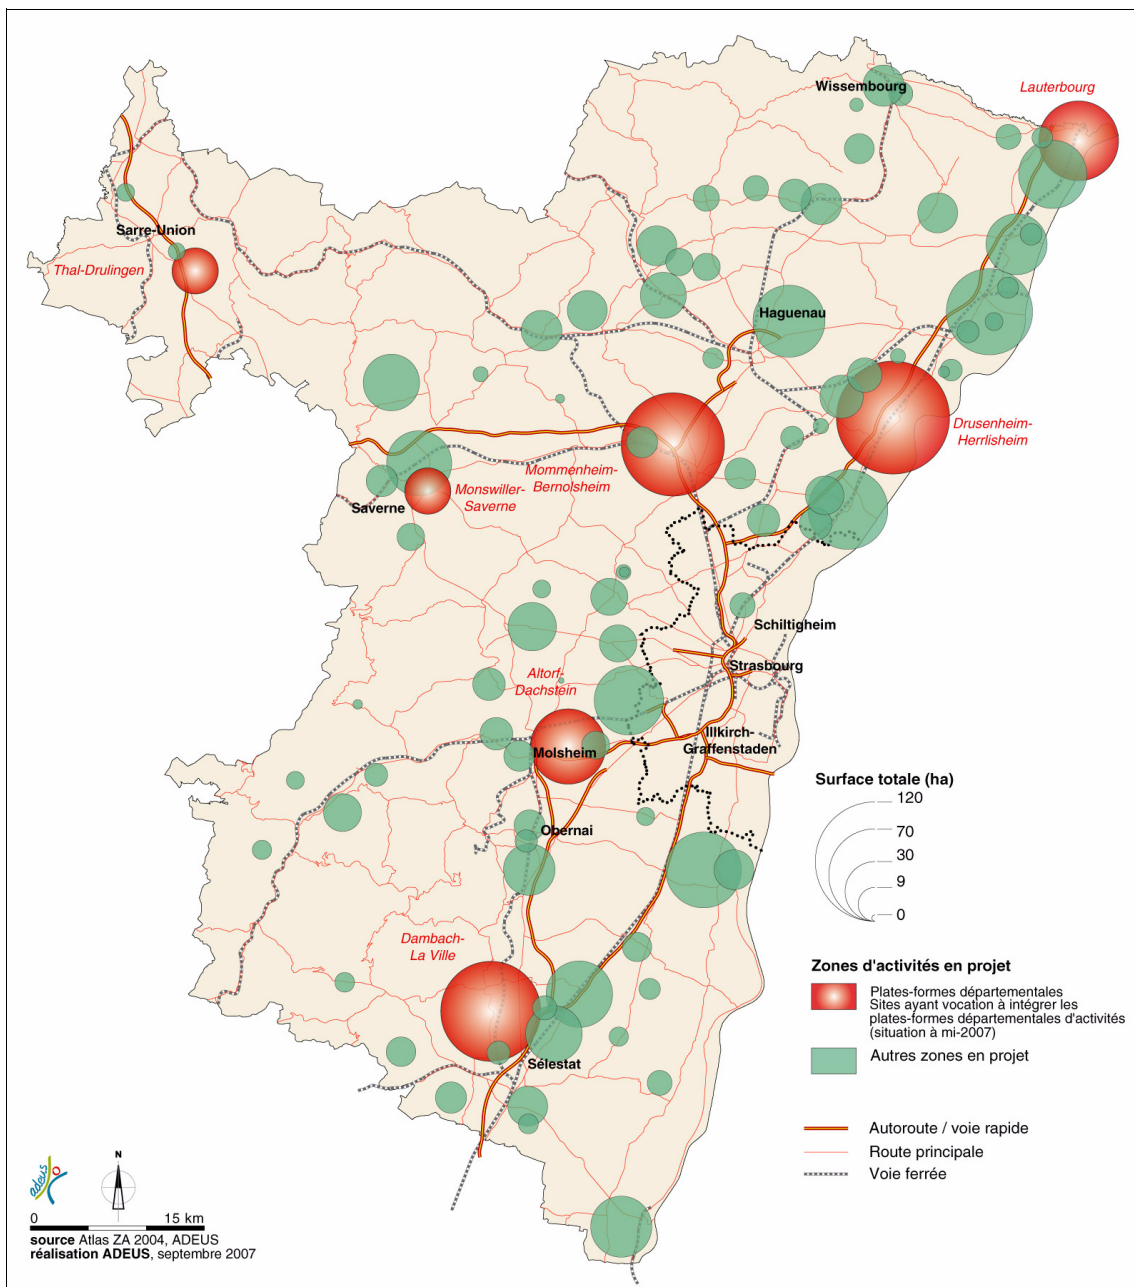 Wissembourg
Lauterbourg
Sarre-Union
Thal-Drulingen
Haguenau
Drusenheim-
Herrlisheim
Mommenheim-
Bernolsheim
Monswiller-
Saverne
Saverne
Schiltigheim
Strasbourg
Altorf-
Dachstein
Illkirch-
Graffenstaden
Molsheim
Obernai
Dambach-
La Ville
Sélestat
Surface totale (ha)
120
70
30
9
0
Zones d'activités en projet
Plates-formes départementales
Sites ayant vocation à intégrer les
plates-formes départementales d'activités
(situation à mi-2007)
Autres zones en projet
Autoroute / voie rapide
Route principale
Voie ferrée
adeus
N
0 15 km
source Atlas ZA 2004, ADEUS
réalisation ADEUS, septembre 2007